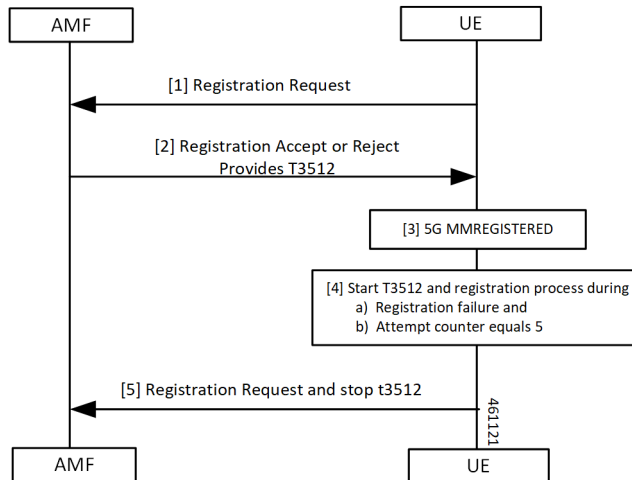 AMF
UE
[1] Registration Request
[2] Registration Accept or Reject
Provides T3512
[3] 5G MMREGISTERED
[4] Start T3512 and registration process during
a) Registration failure and
b) Attempt counter equals 5
[5] Registration Request and stop t3512
461121
AMF
UE